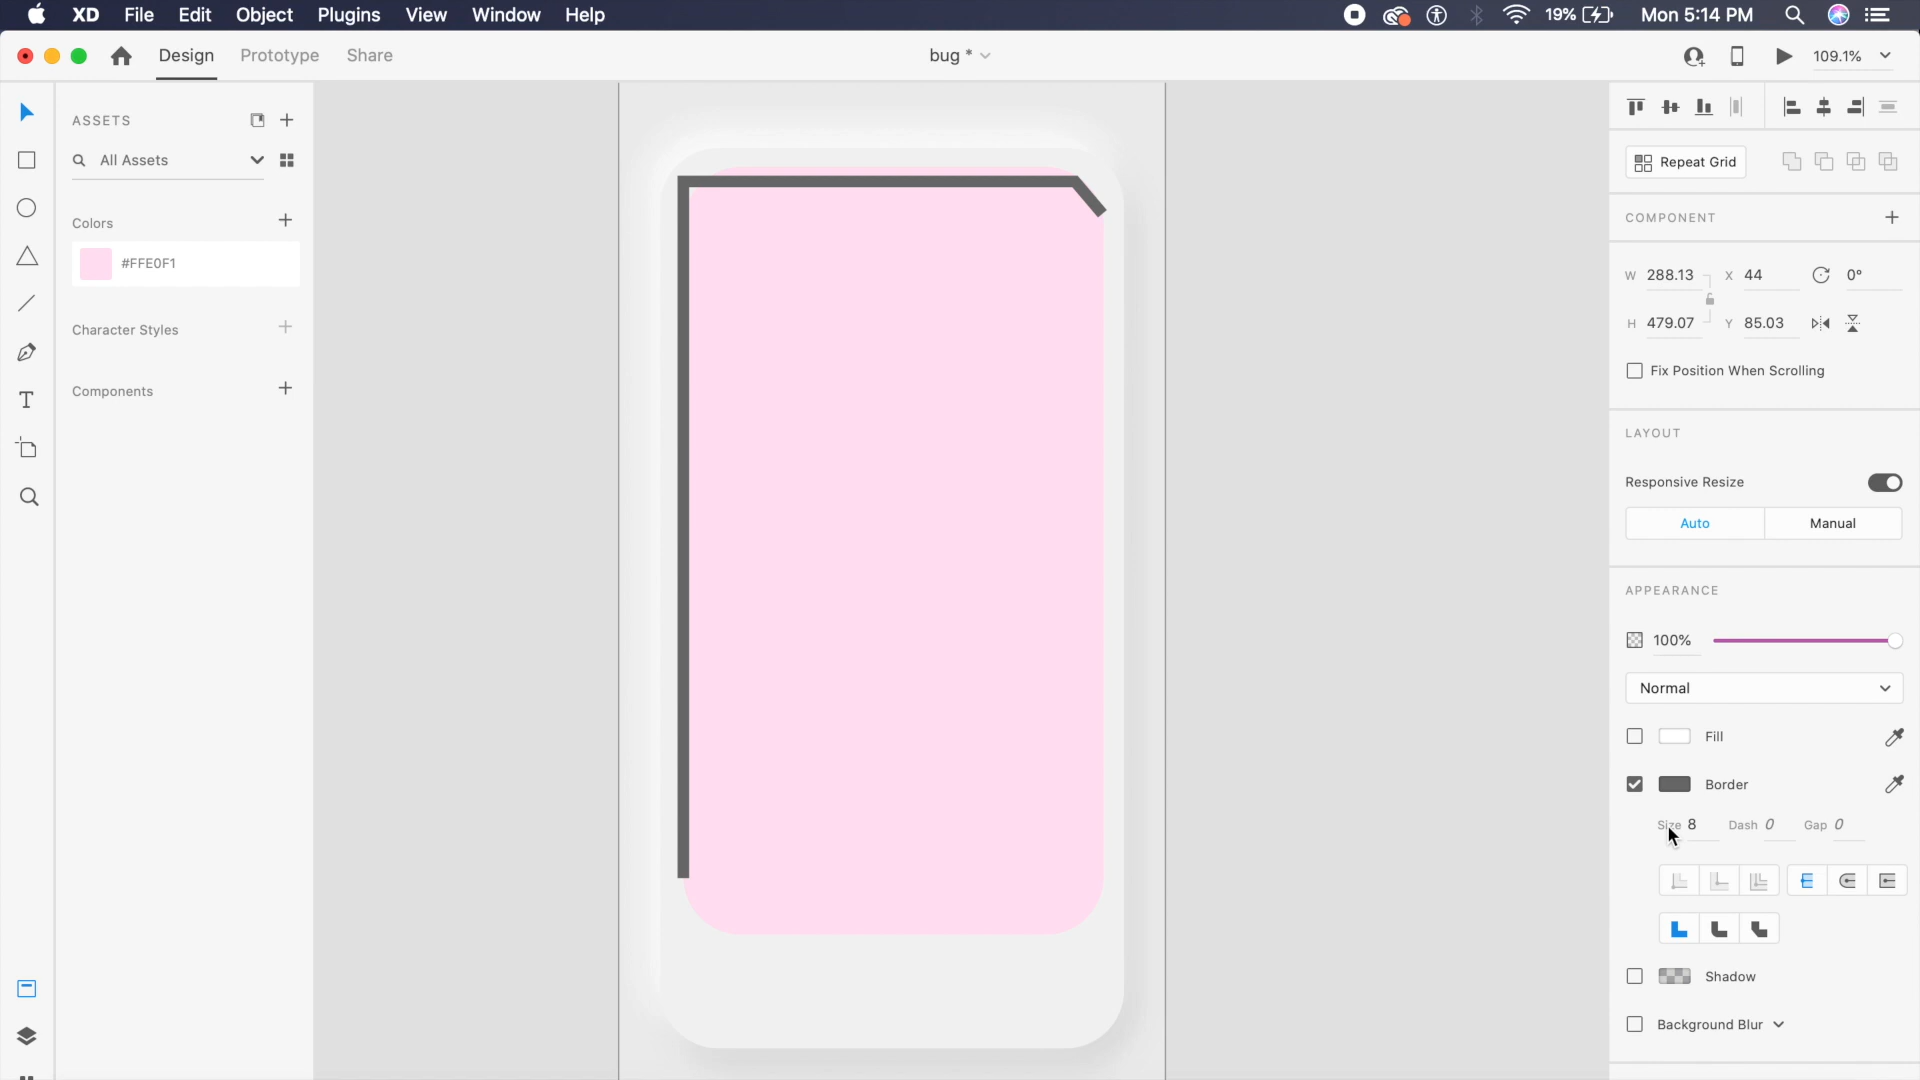 XD File Edit Object Plugins View Window Help 19% Mon 5:14 PM
Design Prototype Share bug * 109.1%
ASSETS
All Assets
Colors
#FFE0F1
Character Styles
Components
Repeat Grid
COMPONENT
W 288.13 X 44 0°
H 479.07 Y 85.03
Fix Position When Scrolling
LAYOUT
Responsive Resize
Auto Manual
APPEARANCE
100%
Normal
Fill
Border
Size 8 Dash 0 Gap 0
Shadow
Background Blur